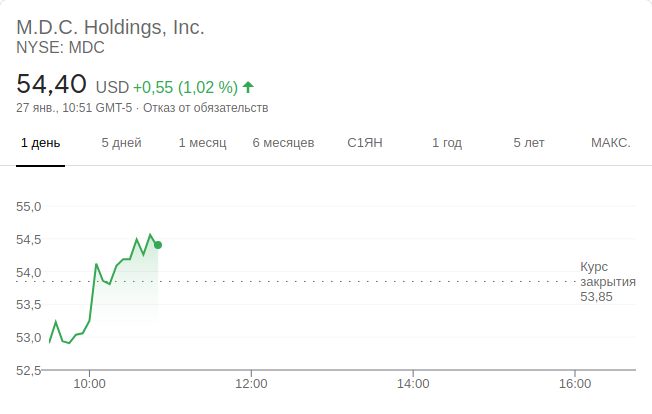 M.D.C. Holdings, Inc.
NYSE: MDC
54,40 USD +0,55 (1,02 %)
27 янв., 10:51 GMT-5 · Отказ от обязательств
1 день 5 дней 1 месяц 6 месяцев С1ЯН 1 год 5 лет МАКС.
55,0
54,5
54,0
53,5
53,0
52,5
Курс
закрытия
53,85
10:00 12:00 14:00 16:00